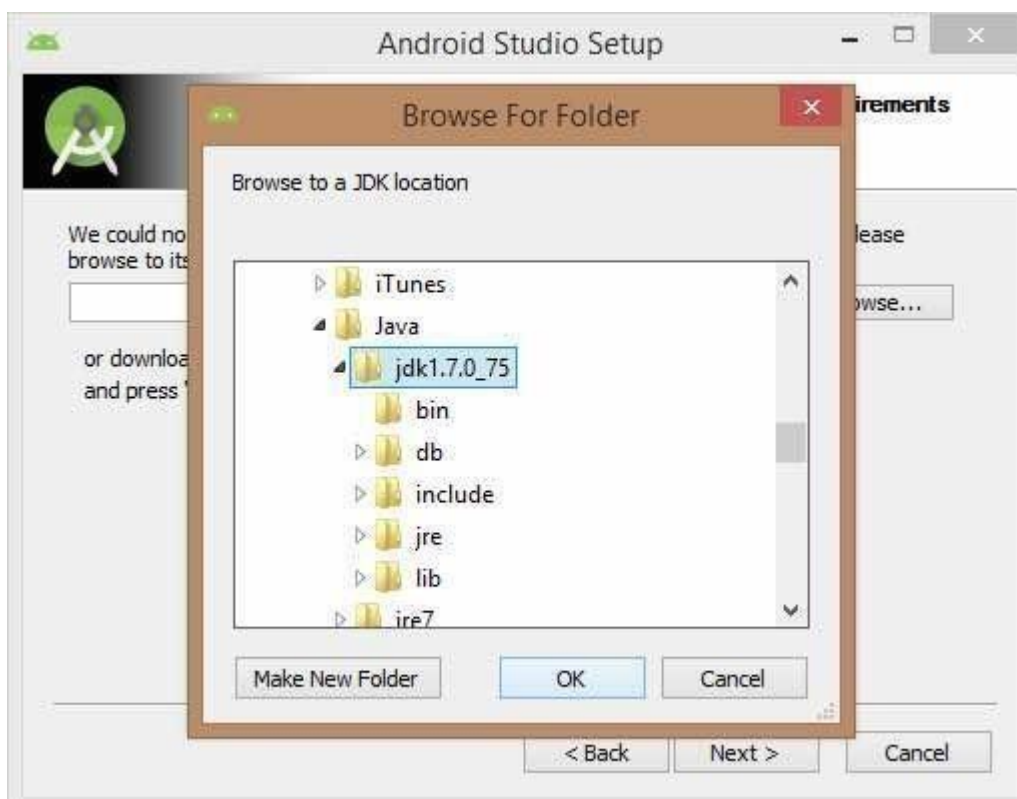 Android Studio Setup
irements
Browse For Folder
Browse to a JDK location
We could no
lease
browse to its
owse...
or downloa
and press '
iTunes
Java
jdk1.7.0_75
bin
db
include
jre
lib
jre7
Make New Folder
OK
Cancel
< Back
Next >
Cancel